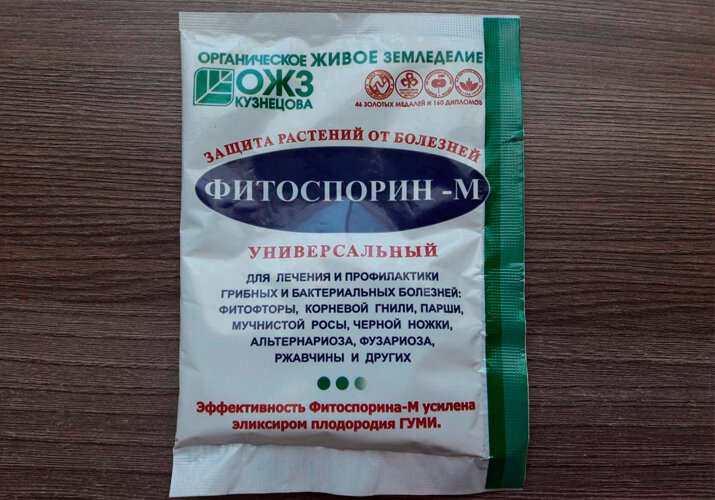 ОРГАНИЧЕСКОЕ ЖИВОЕ ЗЕМЛЕДЕЛИЕ
ОЖЗ
КУЗНЕЦОВА
46 ЗОЛОТЫХ МЕДАЛЕЙ И 160 ДИПЛОМОВ
ЗАЩИТА РАСТЕНИЙ ОТ БОЛЕЗНЕЙ
ФИТОСПОРИН -М
УНИВЕРСАЛЬНЫЙ
ДЛЯ ЛЕЧЕНИЯ И ПРОФИЛАКТИКИ
ГРИБНЫХ И БАКТЕРИАЛЬНЫХ БОЛЕЗНЕЙ:
ФИТОФТОРЫ, КОРНЕВОЙ ГНИЛИ, ПАРШИ,
МУЧНИСТОЙ РОСЫ, ЧЕРНОЙ НОЖКИ,
АЛЬТЕРНАРИОЗА, ФУЗАРИОЗА,
РЖАВЧИНЫ И ДРУГИХ
Эффективность Фитоспорина-М усилена
эликсиром плодородия ГУМИ.